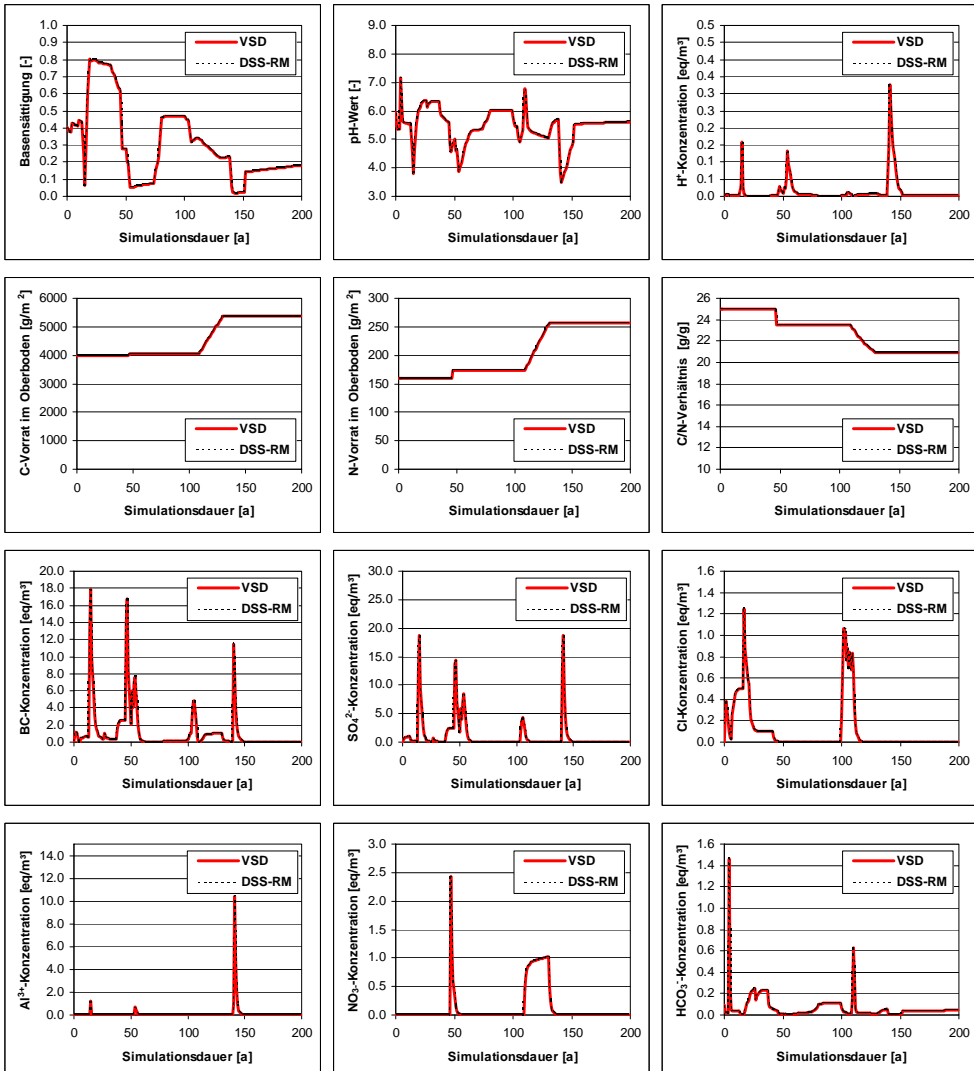 Basensättigung [-]
1.0
0.9
0.8
0.7
0.6
0.5
0.4
0.3
0.2
0.1
0.0
VSD
DSS-RM
0 50 100 150 200
Simulationsdauer [a]
pH-Wert [-]
9.0
8.0
7.0
6.0
5.0
4.0
3.0
VSD
DSS-RM
0 50 100 150 200
Simulationsdauer [a]
H⁺-Konzentration [eq/m³]
0.5
0.5
0.4
0.4
0.3
0.3
0.2
0.2
0.1
0.1
0.0
VSD
DSS-RM
0 50 100 150 200
Simulationsdauer [a]
C-Vorrat im Oberboden [g/m²]
6000
5000
4000
3000
2000
1000
0
VSD
DSS-RM
0 50 100 150 200
Simulationsdauer [a]
N-Vorrat im Oberboden [g/m²]
300
250
200
150
100
50
0
VSD
DSS-RM
0 50 100 150 200
Simulationsdauer [a]
C/N-Verhältnis [g/g]
26
24
22
20
18
16
14
12
10
VSD
DSS-RM
0 50 100 150 200
Simulationsdauer [a]
BC-Konzentration [eq/m³]
20.0
18.0
16.0
14.0
12.0
10.0
8.0
6.0
4.0
2.0
0.0
VSD
DSS-RM
0 50 100 150 200
Simulationsdauer [a]
SO₄²⁻-Konzentration [eq/m³]
30.0
25.0
20.0
15.0
10.0
5.0
0.0
VSD
DSS-RM
0 50 100 150 200
Simulationsdauer [a]
Cl-Konzentration [eq/m³]
1.6
1.4
1.2
1.0
0.8
0.6
0.4
0.2
0.0
VSD
DSS-RM
0 50 100 150 200
Simulationsdauer [a]
Al³⁺-Konzentration [eq/m³]
14.0
12.0
10.0
8.0
6.0
4.0
2.0
0.0
VSD
DSS-RM
0 50 100 150 200
Simulationsdauer [a]
NO₃-Konzentration [eq/m³]
3.0
2.5
2.0
1.5
1.0
0.5
0.0
VSD
DSS-RM
0 50 100 150 200
Simulationsdauer [a]
HCO₃⁻-Konzentration [eq/m³]
1.6
1.4
1.2
1.0
0.8
0.6
0.4
0.2
0.0
VSD
DSS-RM
0 50 100 150 200
Simulationsdauer [a]